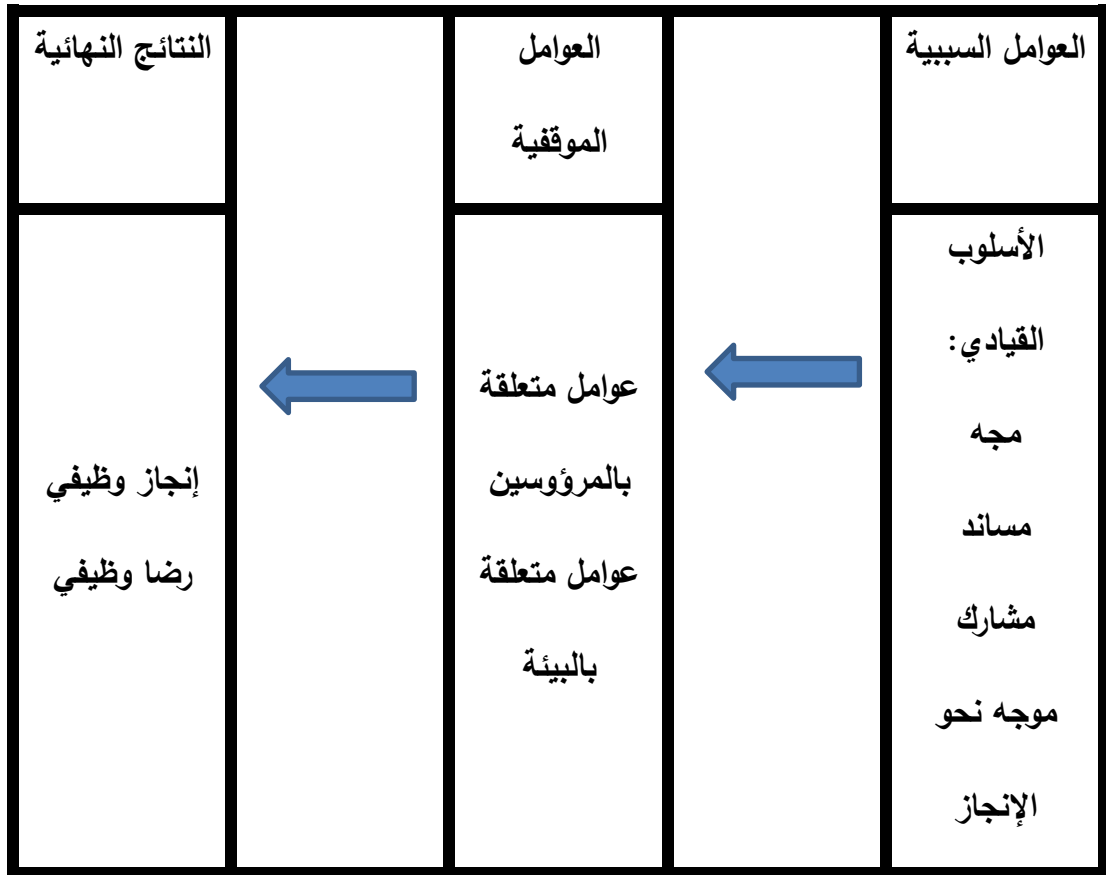 العوامل السببية
العوامل
الموقفية
النتائج النهائية
الأسلوب
القيادي:
مجه
مساند
مشارك
موجه نحو
الإنجاز
عوامل متعلقة
بالمرؤوسين
عوامل متعلقة
بالبيئة
إنجاز وظيفي
رضا وظيفي